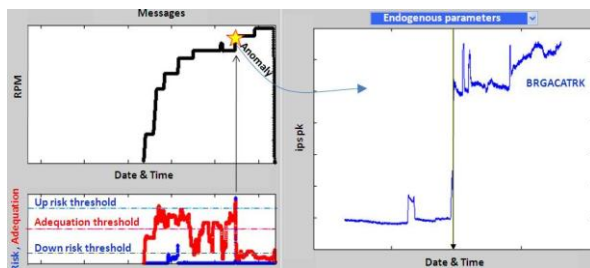 Messages
RPM
Anomaly
Date & Time
Up risk threshold
Adequation threshold
Down risk threshold
Risk, Adequation
Endogenous parameters
ips pk
BRGACATRK
Date & Time